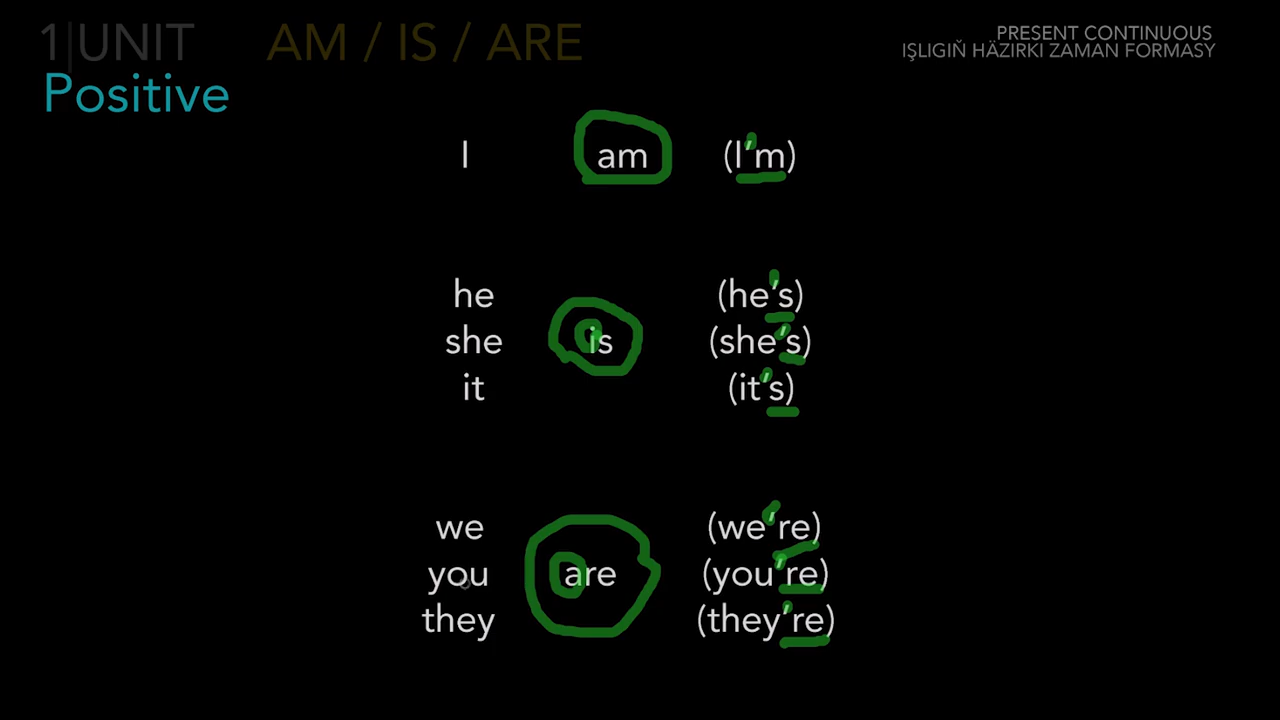 1|UNIT AM / IS / ARE
PRESENT CONTINUOUS
IŞLIGIŇ HÄZIRKI ZAMAN FORMASY
Positive
I am (I'm)
he (he's)
she is (she's)
it (it's)
we (we're)
you are (you're)
they (they're)